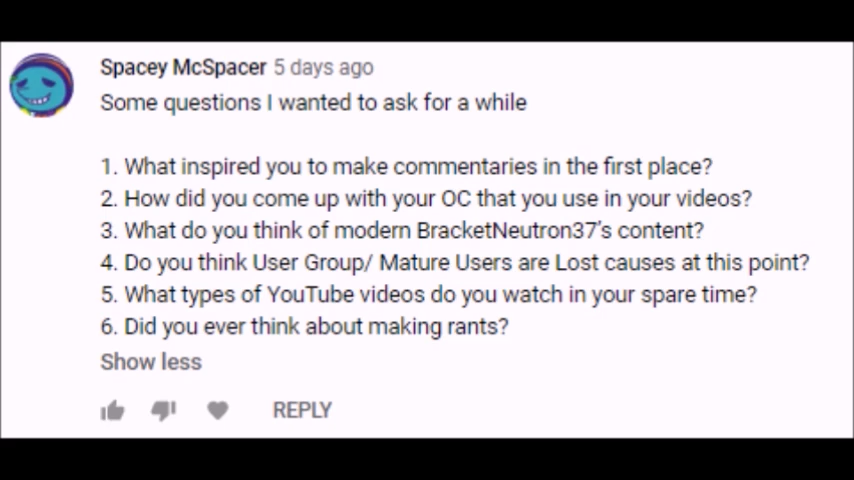 Spacey McSpacer 5 days ago
Some questions I wanted to ask for a while
1. What inspired you to make commentaries in the first place?
2. How did you come up with your OC that you use in your videos?
3. What do you think of modern BracketNeutron37's content?
4. Do you think User Group/ Mature Users are Lost causes at this point?
5. What types of YouTube videos do you watch in your spare time?
6. Did you ever think about making rants?
Show less
REPLY